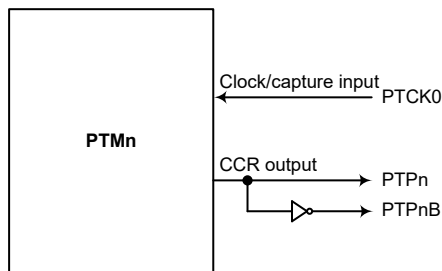 Clock/capture input
PTCK0
PTMn
CCR output
PTPn
PTPnB